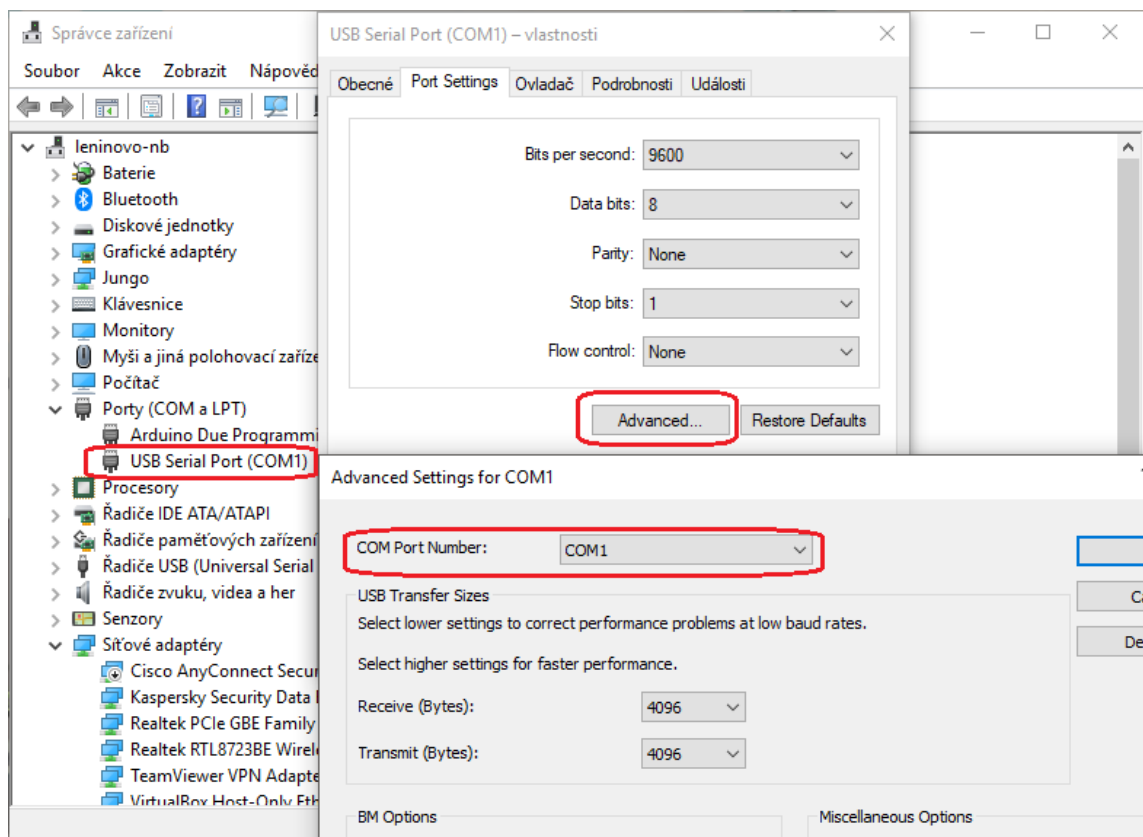 Správce zařízení
Soubor Akce Zobrazit Nápověd
leninovo-nb
Baterie
Bluetooth
Diskové jednotky
Grafické adaptéry
Jungo
Klávesnice
Monitory
Myši a jiná polohovací zaříze
Počítač
Porty (COM a LPT)
Arduino Due Programmi
USB Serial Port (COM1)
Procesory
Řadiče IDE ATA/ATAPI
Řadiče paměťových zařízení
Řadiče USB (Universal Serial
Řadiče zvuku, videa a her
Senzory
Síťové adaptéry
Cisco AnyConnect Secur
Kaspersky Security Data
Realtek PCIe GBE Family
Realtek RTL8723BE Wirel
TeamViewer VPN Adapte
VirtualBox Host-Only Eth
USB Serial Port (COM1) – vlastnosti
Obecné Port Settings Ovladač Podrobnosti Události
Bits per second: 9600
Data bits: 8
Parity: None
Stop bits: 1
Flow control: None
Advanced... Restore Defaults
Advanced Settings for COM1
COM Port Number: COM1
USB Transfer Sizes
Select lower settings to correct performance problems at low baud rates.
Select higher settings for faster performance.
Receive (Bytes): 4096
Transmit (Bytes): 4096
Ca
De
BM Options Miscellaneous Options